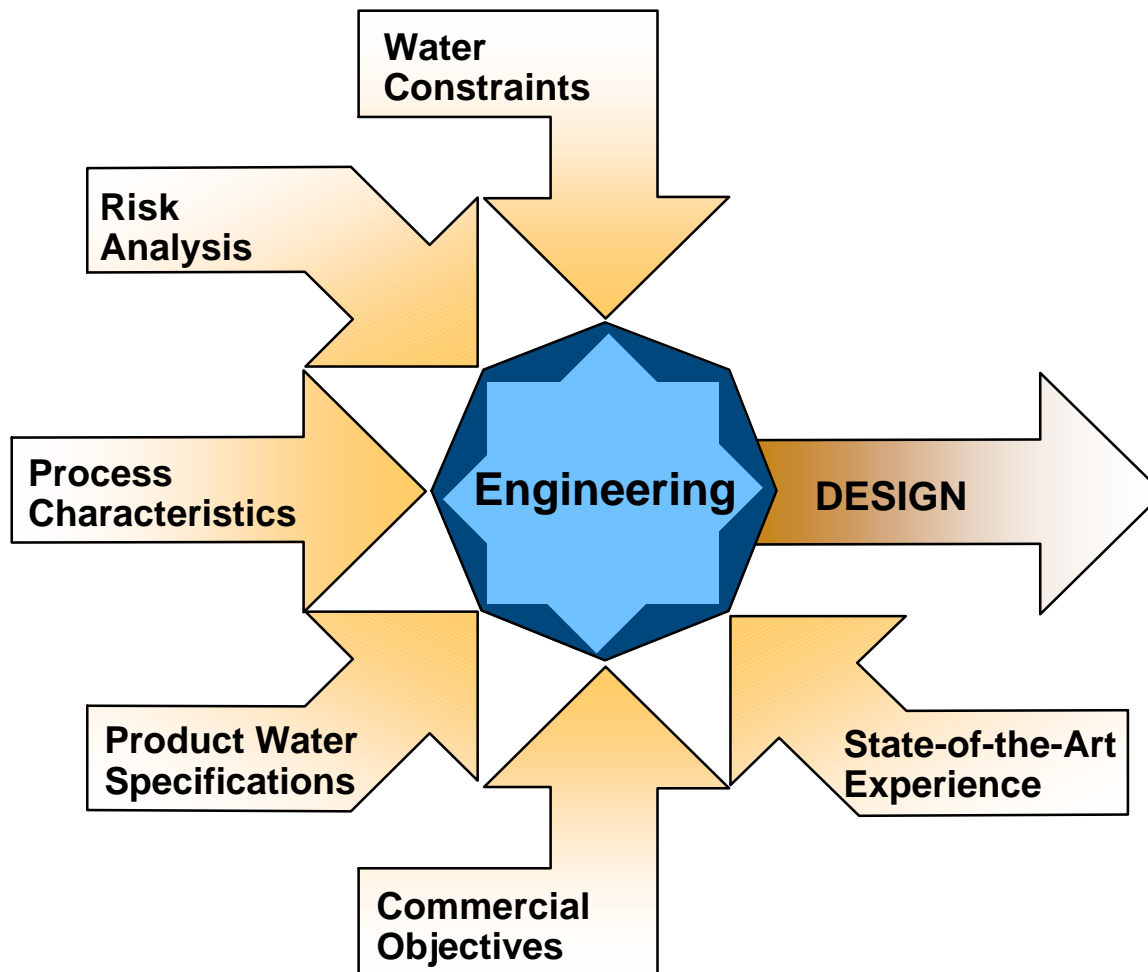 Water
Constraints
Risk
Analysis
Process
Characteristics
Engineering
DESIGN
Product Water
Specifications
State-of-the-Art
Experience
Commercial
Objectives